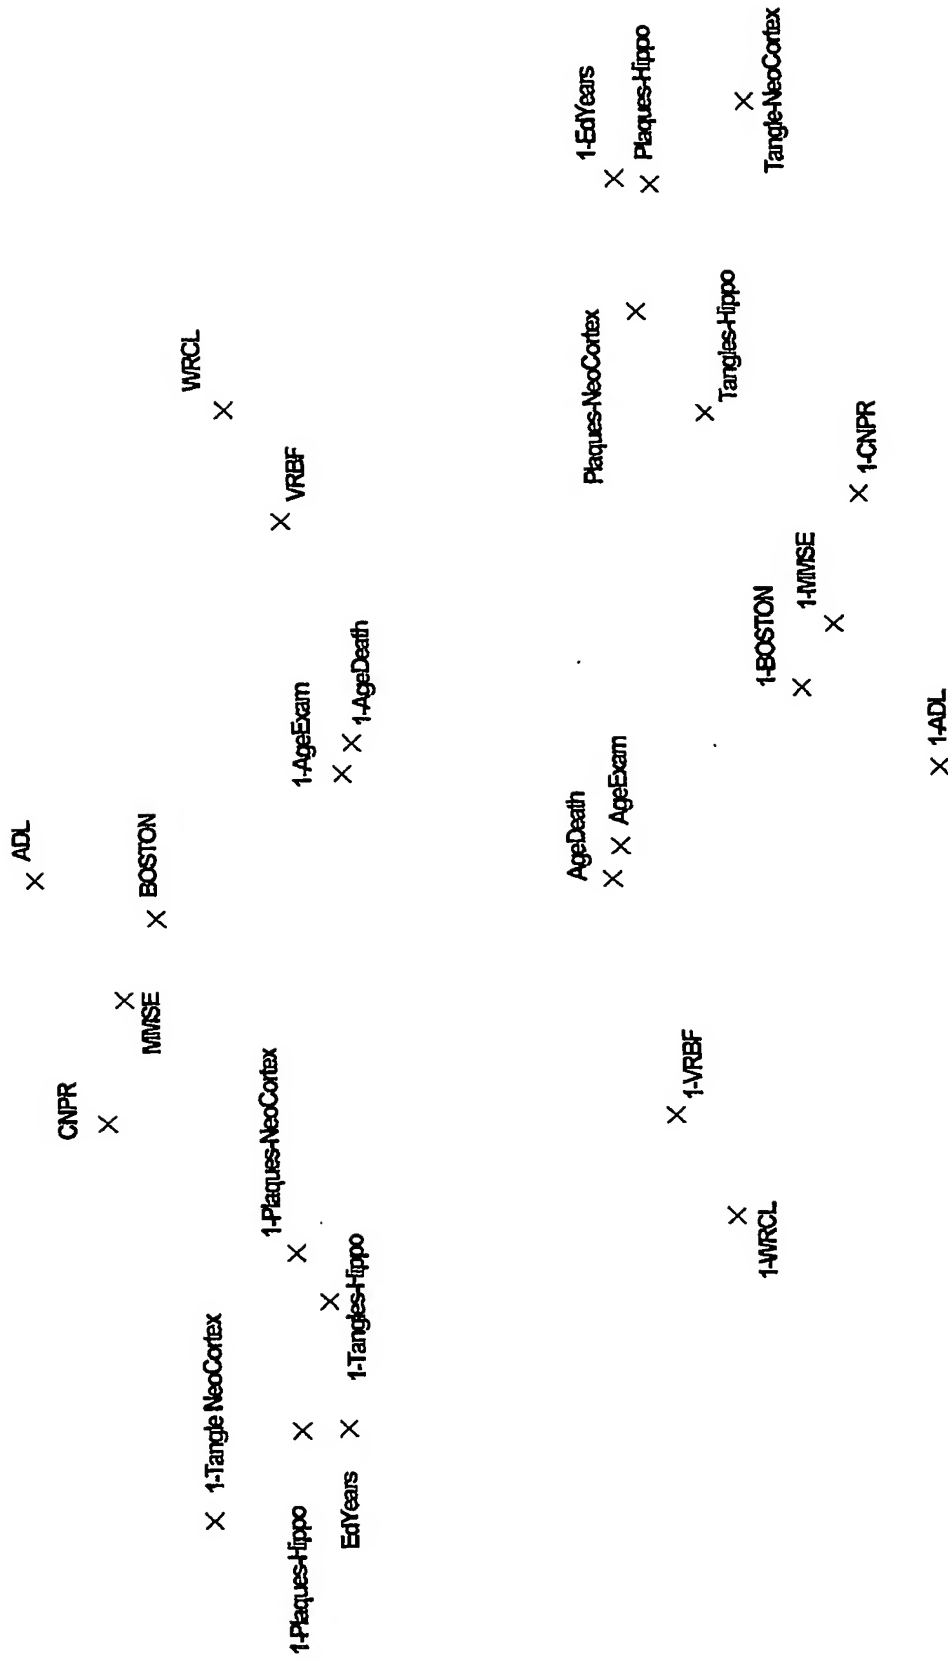 ADL
CNPR
MMSE
BOSTON
WRCL
1-Tangle NeoCortex
1-Plaques-NeoCortex
VRBF
1-Plaques-Hippo
1-AgeExam
EdYears
1-Tangles-Hippo
1-AgeDeath
AgeDeath
1-EdYears
Plaques-NeoCortex
AgeExam
Plaques-Hippo
1-VRBF
Tangles-Hippo
1-BOSTON
1-WRCL
Tangle-NeoCortex
1-MMSE
1-CNPR
1-ADL